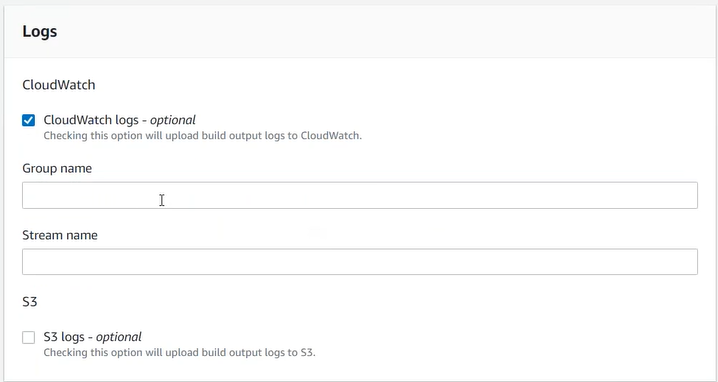 Logs
CloudWatch
CloudWatch logs - optional
Checking this option will upload build output logs to CloudWatch.
Group name
Stream name
S3
S3 logs - optional
Checking this option will upload build output logs to S3.